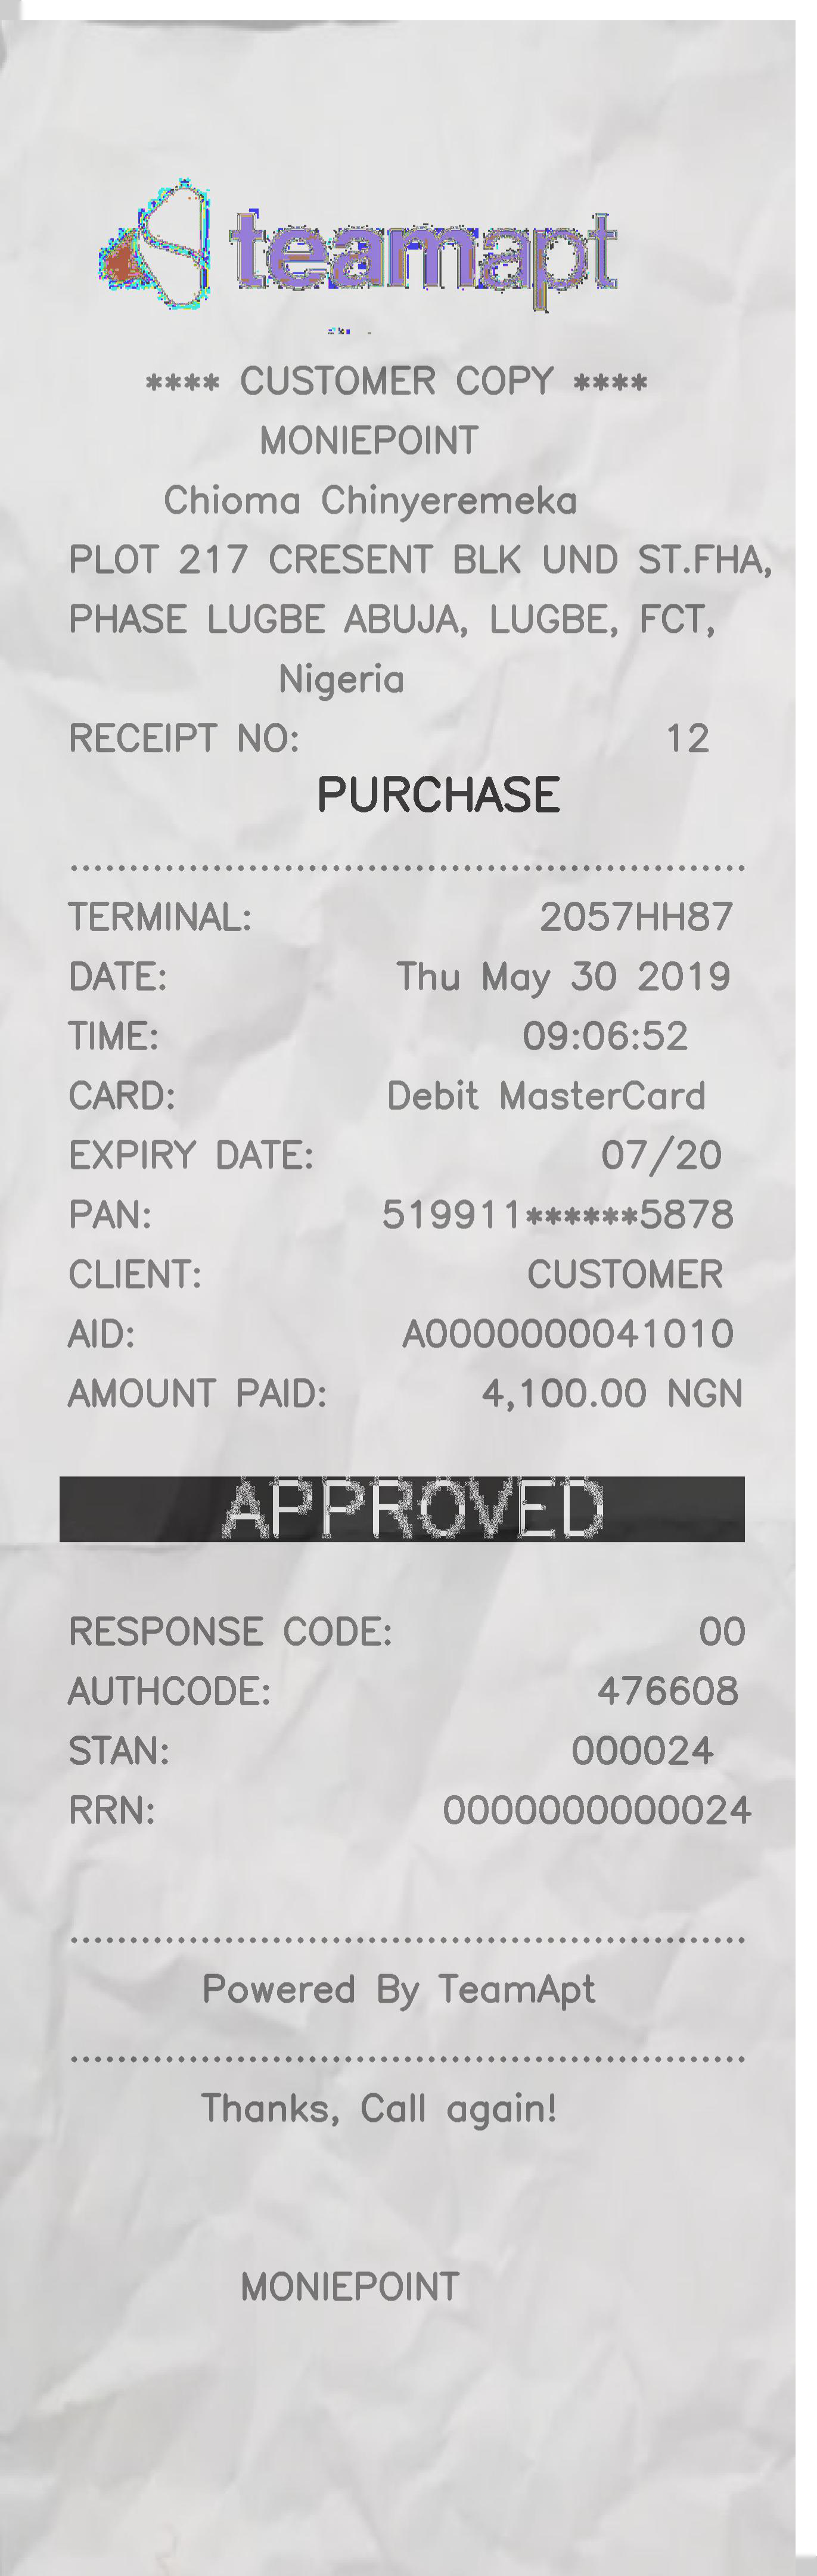 teamapt
**** CUSTOMER COPY ****
MONIEPOINT
Chioma Chinyeremeka
PLOT 217 CRESENT BLK UND ST.FHA,
PHASE LUGBE ABUJA, LUGBE, FCT,
Nigeria
RECEIPT NO: 12
PURCHASE
TERMINAL: 2057HH87
DATE: Thu May 30 2019
TIME: 09:06:52
CARD: Debit MasterCard
EXPIRY DATE: 07/20
PAN: 519911******5878
CLIENT: CUSTOMER
AID: A0000000041010
AMOUNT PAID: 4,100.00 NGN
APPROVED
RESPONSE CODE: 00
AUTHCODE: 476608
STAN: 000024
RRN: 0000000000024
Powered By TeamApt
Thanks, Call again!
MONIEPOINT